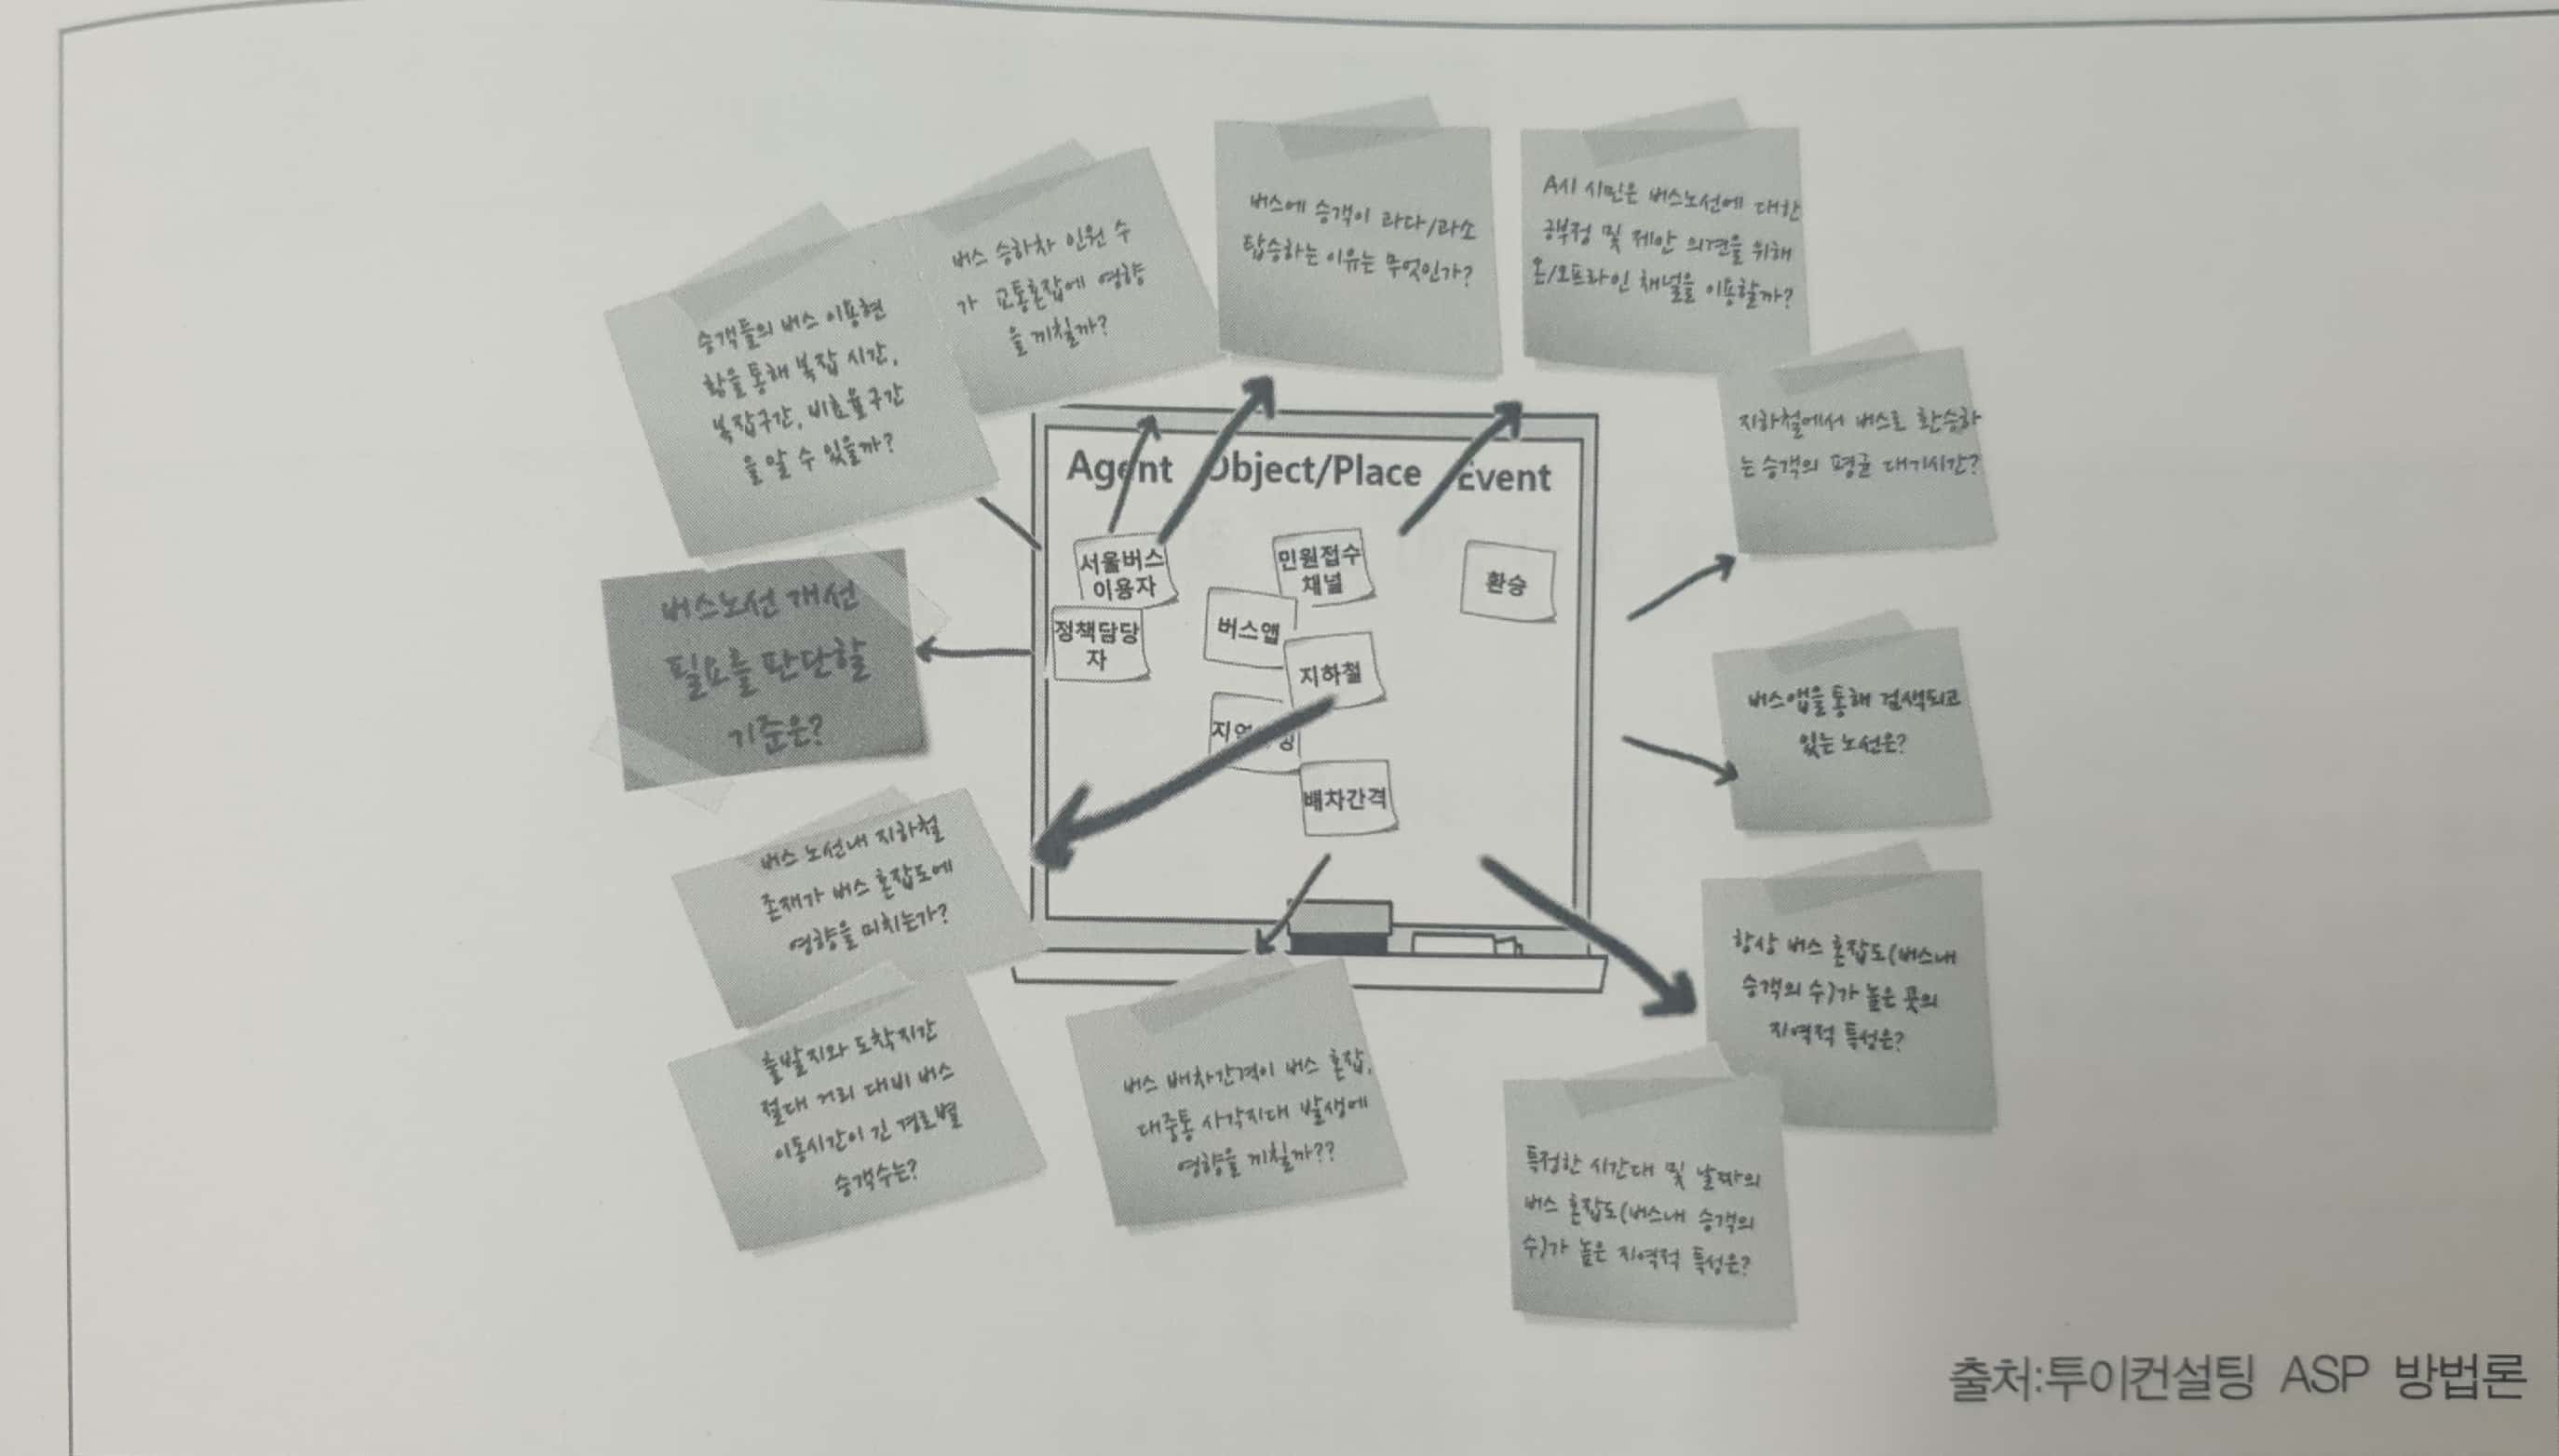 승객들의 버스 이용현
황을 통해 복잡 시간,
복잡구간, 비효율구간
을 알 수 있을까?
버스 승하차 인원 수
가 교통혼잡에 영향
을 끼칠까?
버스에 승객이 과다/과소
탑승하는 이유는 무엇인가?
A시 시민은 버스노선에 대한
긍부정 및 제안 의견을 위해
온/오프라인 채널을 이용할까?
지하철에서 버스로 환승하
는 승객의 평균 대기시간?
버스노선 개선
필요를 판단할
기준은?
Agent Object/Place Event
서울버스
이용자
정책담당
자
민원접수
채널
버스앱
지하철
배차간격
환승
버스앱을 통해 검색되고
있는 노선은?
버스 노선내 지하철
존재가 버스 혼잡도에
영향을 미치는가?
항상 버스 혼잡도(버스내
승객의 수)가 높은 곳의
지역적 특성은?
출발지와 도착지간
절대 거리 대비 버스
이동시간이 긴 경로별
승객수는?
버스 배차간격이 버스 혼잡,
대중통 사각지대 발생에
영향을 끼칠까??
특정한 시간대 및 날짜의
버스 혼잡도(버스내 승객의
수)가 높은 지역적 특성은?
출처:투이컨설팅 ASP 방법론